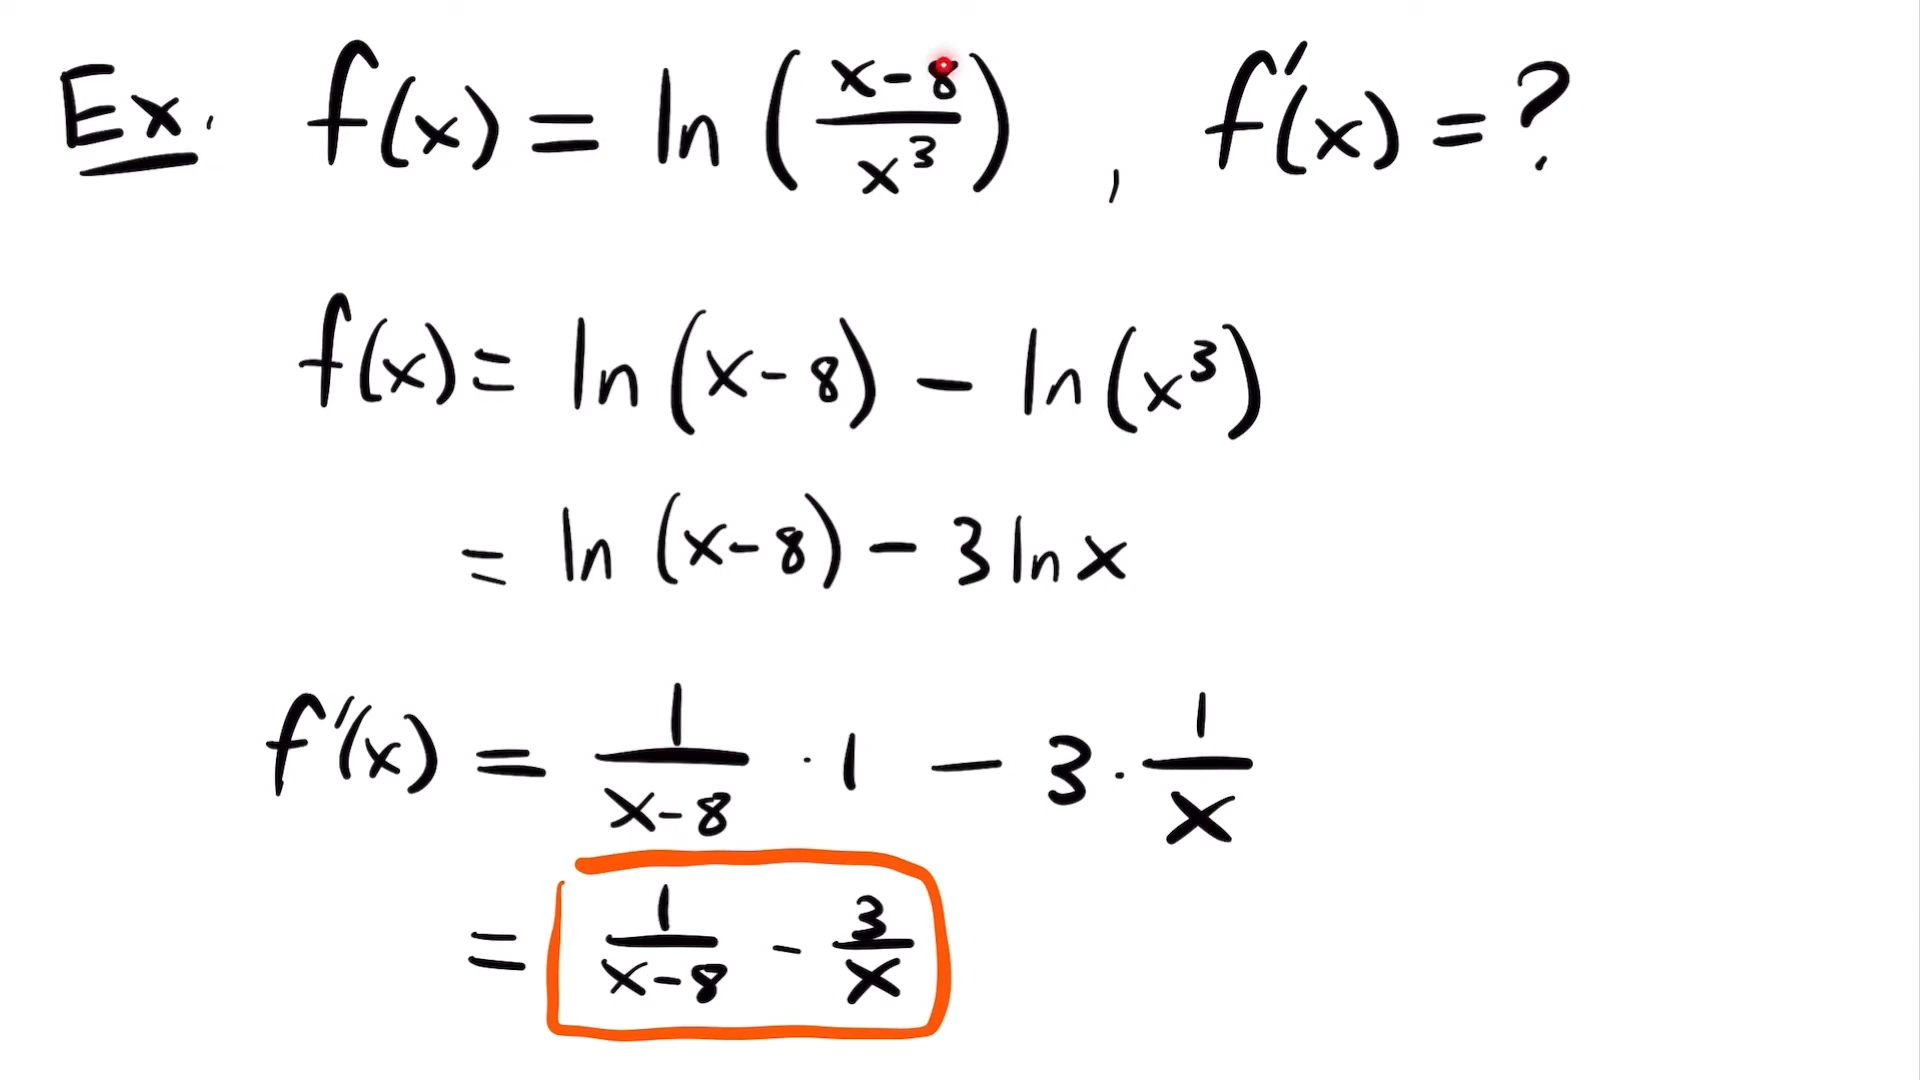 Ex. f(x) = ln((x-8)/x³), f'(x) = ?
f(x) = ln(x-8) - ln(x³)
= ln(x-8) - 3 ln x
f'(x) = 1/(x-8) · 1 - 3 · 1/x
= 1/(x-8) - 3/x